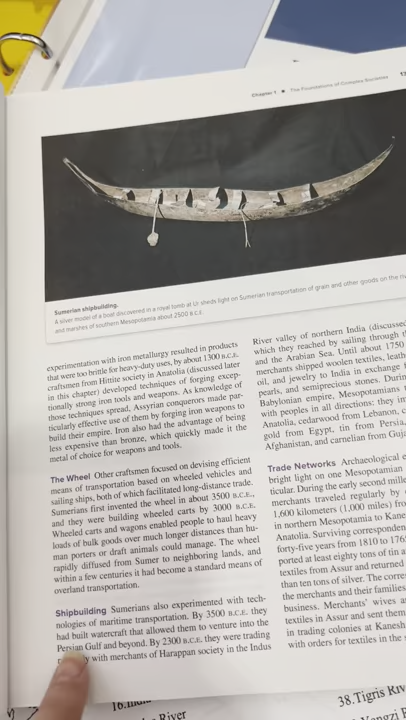 Chapter 1 ■ The Foundations of Complex Societies
Sumerian shipbuilding.
A silver model of a boat discovered in a royal tomb at Ur sheds light on Sumerian transportation of grain and other goods on the
and marshes of southern Mesopotamia about 2500 B.C.E.
experimentation with iron metallurgy resulted in products
that were too brittle for heavy-duty uses, by about 1300 B.C.E.
craftsmen from Hittite society in Anatolia (discussed later
in this chapter) developed techniques of forging excep-
tionally strong iron tools and weapons. As knowledge of
those techniques spread, Assyrian conquerors made par-
ticularly effective use of them by forging iron weapons to
build their empire. Iron also had the advantage of being
less expensive than bronze, which quickly made it the
metal of choice for weapons and tools.
The Wheel Other craftsmen focused on devising efficient
means of transportation based on wheeled vehicles and
sailing ships, both of which facilitated long-distance trade.
Sumerians first invented the wheel in about 3500 B.C.E.,
and they were building wheeled carts by 3000 B.C.E.
Wheeled carts and wagons enabled people to haul heavy
loads of bulk goods over much longer distances than hu-
man porters or draft animals could manage. The wheel
rapidly diffused from Sumer to neighboring lands, and
within a few centuries it had become a standard means of
overland transportation.
Shipbuilding Sumerians also experimented with tech-
nologies of maritime transportation. By 3500 B.C.E. they
had built watercraft that allowed them to venture into the
Persian Gulf and beyond. By 2300 B.C.E. they were trading
with merchants of Harappan society in the Indus
River valley of northern India (discussed
which they reached by sailing through
and the Arabian Sea. Until about 1750
merchants shipped woolen textiles,
oil, and jewelry to India in exchange
pearls, and semiprecious stones.
Babylonian empire, Mesopotamians
with peoples in all directions: they
Anatolia, cedarwood from Lebanon,
gold from Egypt, tin from Persia,
Afghanistan, and carnelian from
Trade Networks Archaeological
bright light on one Mesopotamian
ticular. During the early second
merchants traveled regularly by
1,600 kilometers (1,000 miles) from
in northern Mesopotamia to
Anatolia. Surviving
forty-five years from 1810 to
ported at least eighty tons of tin
textiles from Assur and returned
than ten tons of silver. The
the merchants and their families
business. Merchants' wives
textiles in Assur and sent them
in trading colonies at Kanesh
with orders for textiles in the
16.
River
38.Tigris